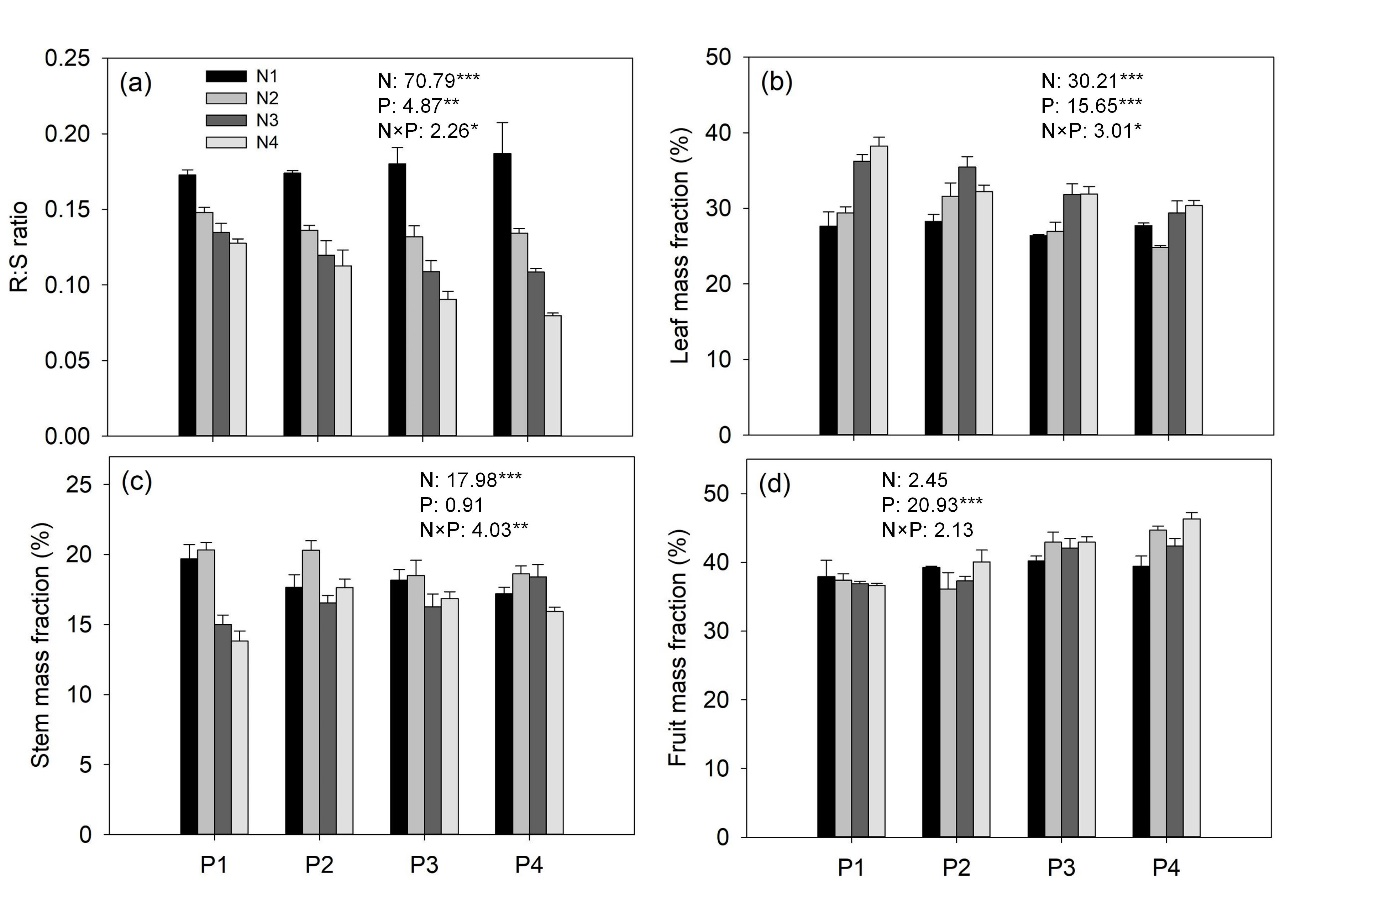 (a)
N1
N2
N3
N4
N: 70.79***
P: 4.87**
N×P: 2.26*
R:S ratio
0.25
0.20
0.15
0.10
0.05
0.00
(b)
N: 30.21***
P: 15.65***
N×P: 3.01*
Leaf mass fraction (%)
50
40
30
20
10
0
(c)
N: 17.98***
P: 0.91
N×P: 4.03**
Stem mass fraction (%)
25
20
15
10
5
0
P1 P2 P3 P4
(d)
N: 2.45
P: 20.93***
N×P: 2.13
Fruit mass fraction (%)
50
40
30
20
10
0
P1 P2 P3 P4